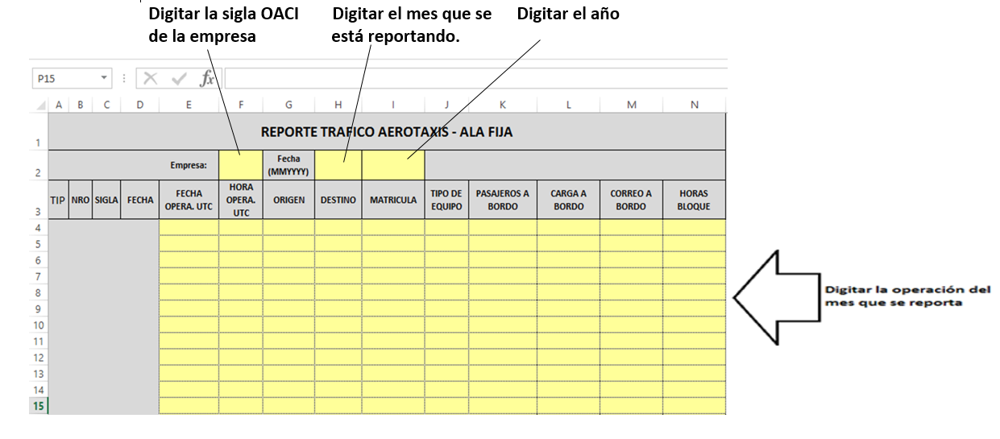 Digitar la sigla OACI
de la empresa
Digitar el mes que se
está reportando.
Digitar el año
P15
fx
A B C D E F G H I J K L M N
1
REPORTE TRAFICO AEROTAXIS - ALA FIJA
2
Empresa:
Fecha
(MMYYYY)
3
TIP
NRO
SIGLA
FECHA
FECHA
OPERA. UTC
HORA
OPERA.
UTC
ORIGEN
DESTINO
MATRICULA
TIPO DE
EQUIPO
PASAJEROS A
BORDO
CARGA A
BORDO
CORREO A
BORDO
HORAS
BLOQUE
4
5
6
7
8
9
10
11
12
13
14
15
Digitar la operación del
mes que se reporta